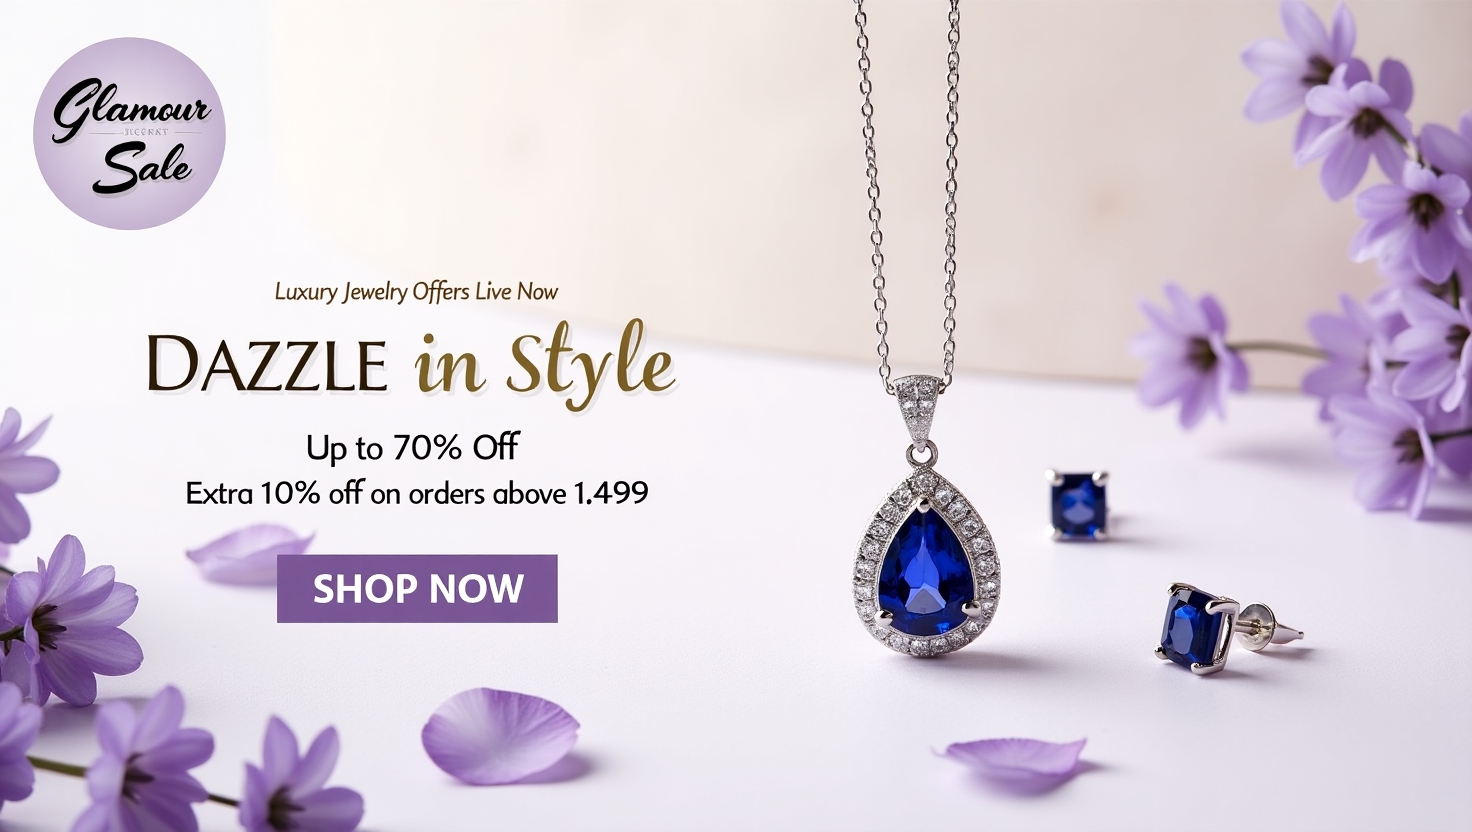 Glamour
Sale
Luxury Jewelry Offers Live Now
DAZZLE in Style
Up to 70% Off
Extra 10% off on orders above 1.499
SHOP NOW